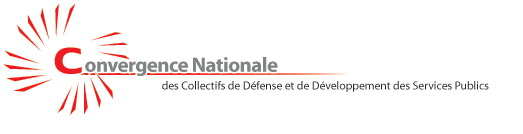 Convergence Nationale
des Collectifs de Défense et de Développement des Services Publics